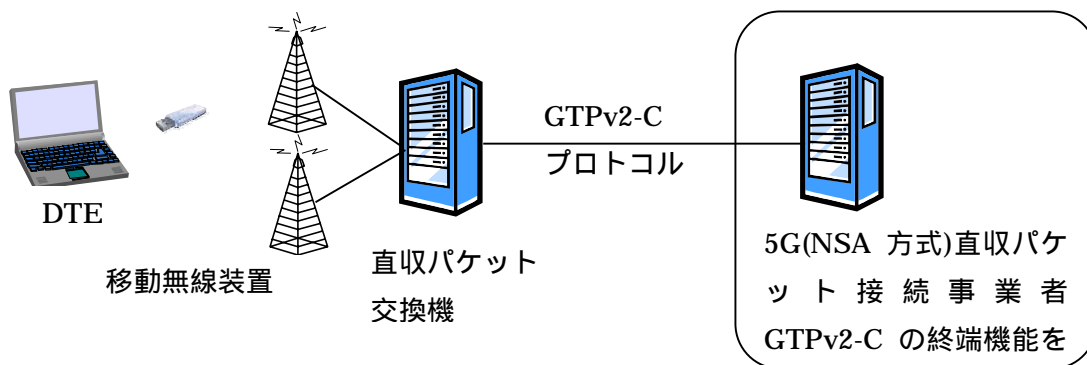 GTPv2-C
プロトコル
DTE
移動無線装置
直収パケット
交換機
5G(NSA 方式)直収パケ
ット接続事業者
GTPv2-C の終端機能を